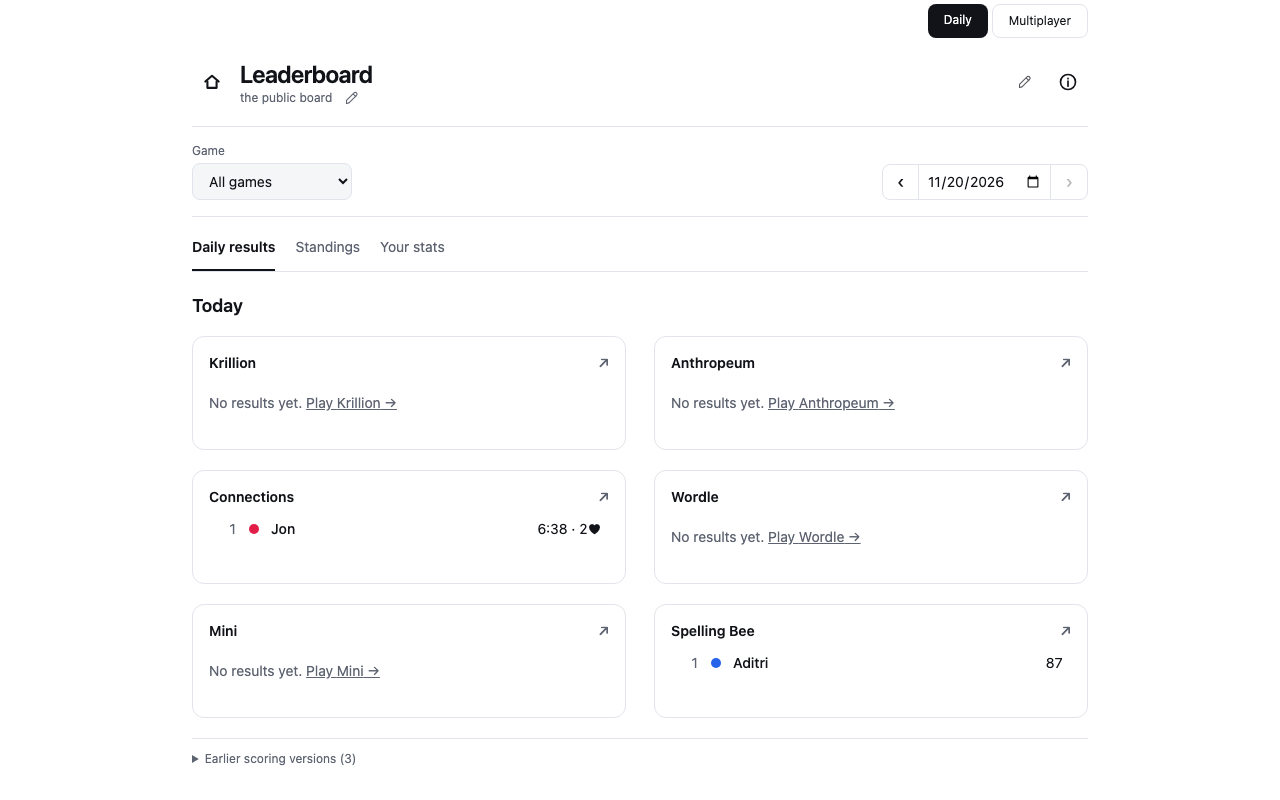 Daily
Multiplayer
Leaderboard
the public board
Game
All games
11/20/2026
Daily results
Standings
Your stats
Today
Krillion
No results yet. Play Krillion →
Anthropeum
No results yet. Play Anthropeum →
Connections
1 Jon 6:38 · 2♥
Wordle
No results yet. Play Wordle →
Mini
No results yet. Play Mini →
Spelling Bee
1 Aditri 87
Earlier scoring versions (3)